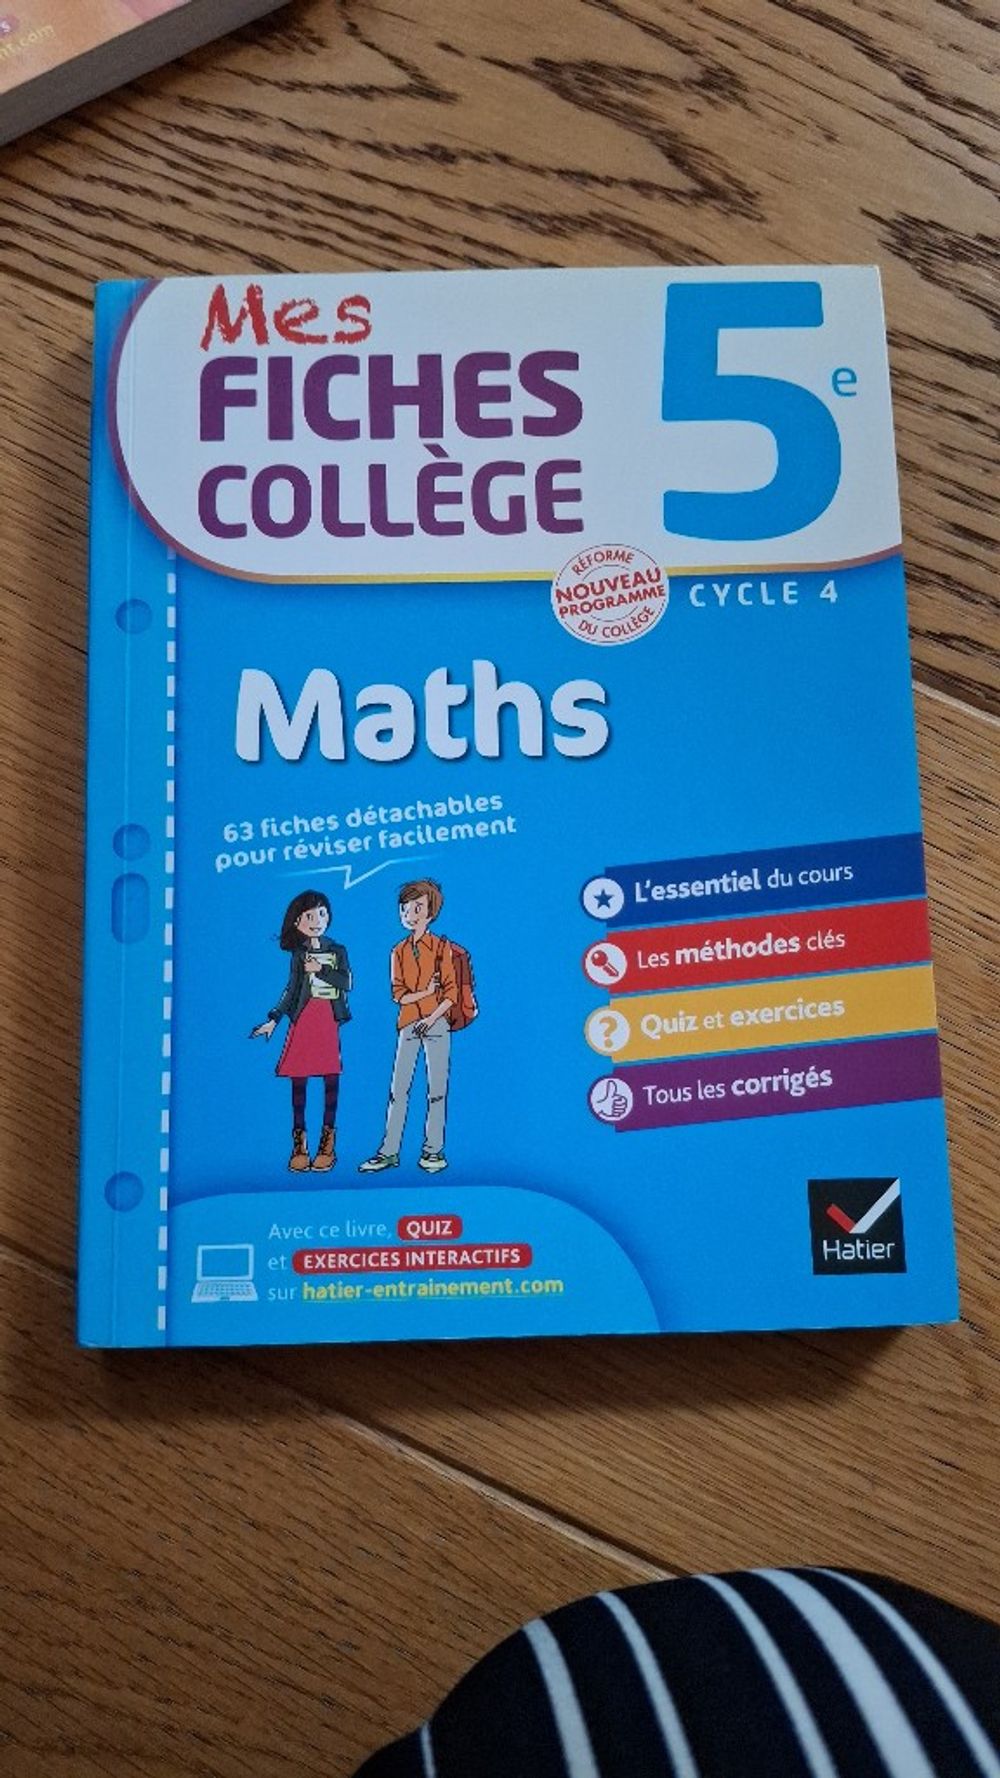 Mes
FICHES
COLLÈGE
5e
RÉFORME
NOUVEAU
PROGRAMME
DU COLLÈGE
CYCLE 4
Maths
63 fiches détachables
pour réviser facilement
L'essentiel du cours
Les méthodes clés
Quiz et exercices
Tous les corrigés
Avec ce livre, QUIZ
et EXERCICES INTERACTIFS
sur hatier-entrainement.com
Hatier